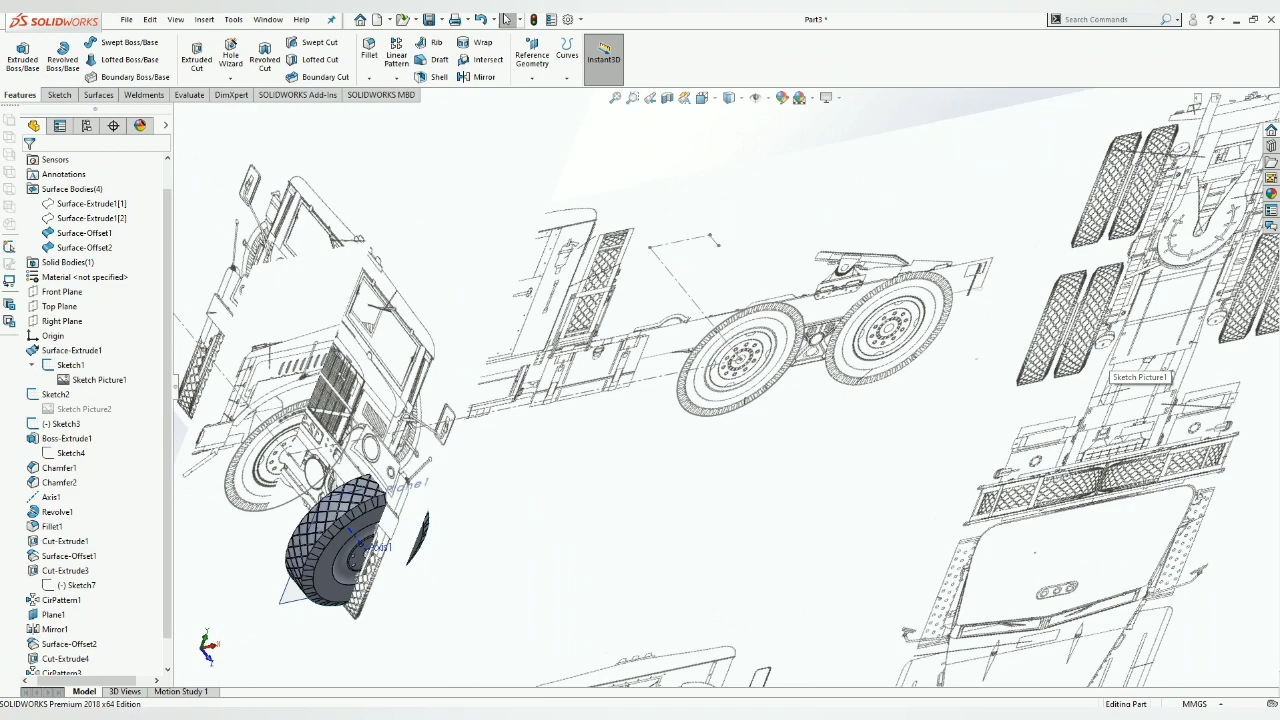 SOLIDWORKS File Edit View Insert Tools Window Help Part3 * Search Commands
Extruded Boss/Base
Revolved Boss/Base
Swept Boss/Base
Lofted Boss/Base
Boundary Boss/Base
Extruded Cut
Hole Wizard
Revolved Cut
Swept Cut
Lofted Cut
Boundary Cut
Fillet
Linear Pattern
Rib
Draft
Shell
Wrap
Intersect
Mirror
Reference Geometry
Curves
Instant3D
Features Sketch Surfaces Weldments Evaluate DimXpert SOLIDWORKS Add-Ins SOLIDWORKS MBD
Sensors
Annotations
Surface Bodies(4)
Surface-Extrude1[1]
Surface-Extrude1[2]
Surface-Offset1
Surface-Offset2
Solid Bodies(1)
Material <not specified>
Front Plane
Top Plane
Right Plane
Origin
Surface-Extrude1
Sketch1
Sketch Picture1
Sketch2
Sketch Picture2
(-) Sketch3
Boss-Extrude1
Sketch4
Chamfer1
Chamfer2
Axis1
Revolve1
Fillet1
Cut-Extrude1
Surface-Offset1
Cut-Extrude3
(-) Sketch7
CirPattern1
Plane1
Mirror1
Surface-Offset2
Cut-Extrude4
CirPattern3
Plane1
Axis1
Sketch Picture1
Model 3D Views Motion Study 1
SOLIDWORKS Premium 2018 x64 Edition Editing Part MMGS